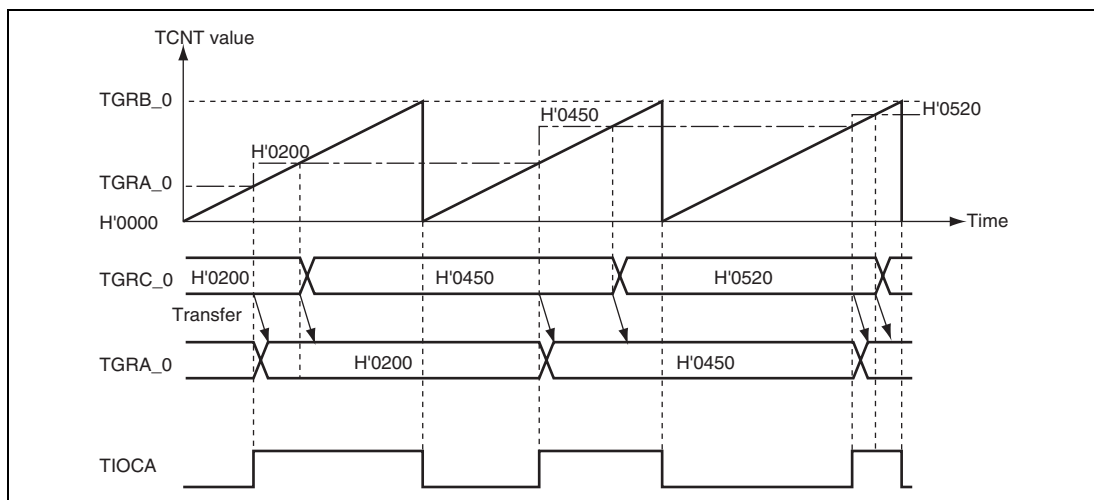 TCNT value
TGRB_0
H'0450
H'0520
H'0200
TGRA_0
H'0000
Time
TGRC_0
H'0200
H'0450
H'0520
Transfer
TGRA_0
H'0200
H'0450
TIOCA